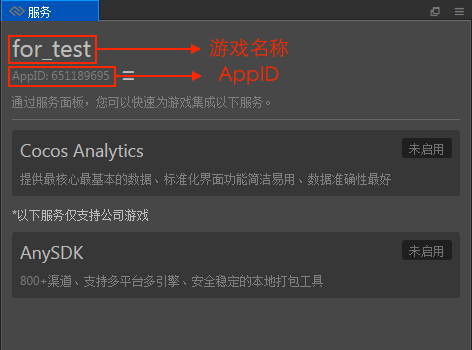 服务
for_test
游戏名称
AppID: 651189695
AppID
通过服务面板，您可以快速为游戏集成以下服务。
Cocos Analytics
未启用
提供最核心最基本的数据、标准化界面功能简洁易用、数据准确性最好
*以下服务仅支持公司游戏
AnySDK
未启用
800+渠道、支持多平台多引擎、安全稳定的本地打包工具